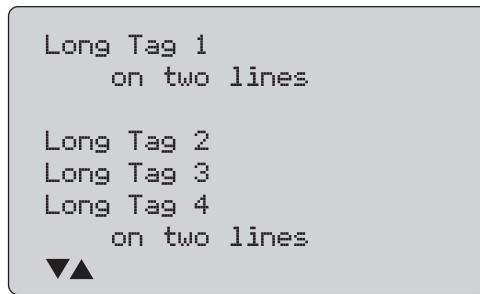 Long Tag 1
on two lines
Long Tag 2
Long Tag 3
Long Tag 4
on two lines
▼▲